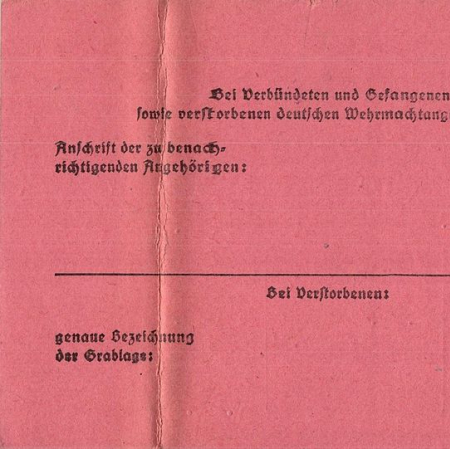 Bei Verbündeten und Gefangenen
sowie verstorbenen deutschen Wehrmachtang
Anschrift der zu benach-
richtigenden Angehörigen:
Bei Verstorbenen:
genaue Bezeichnung
der Grablage: